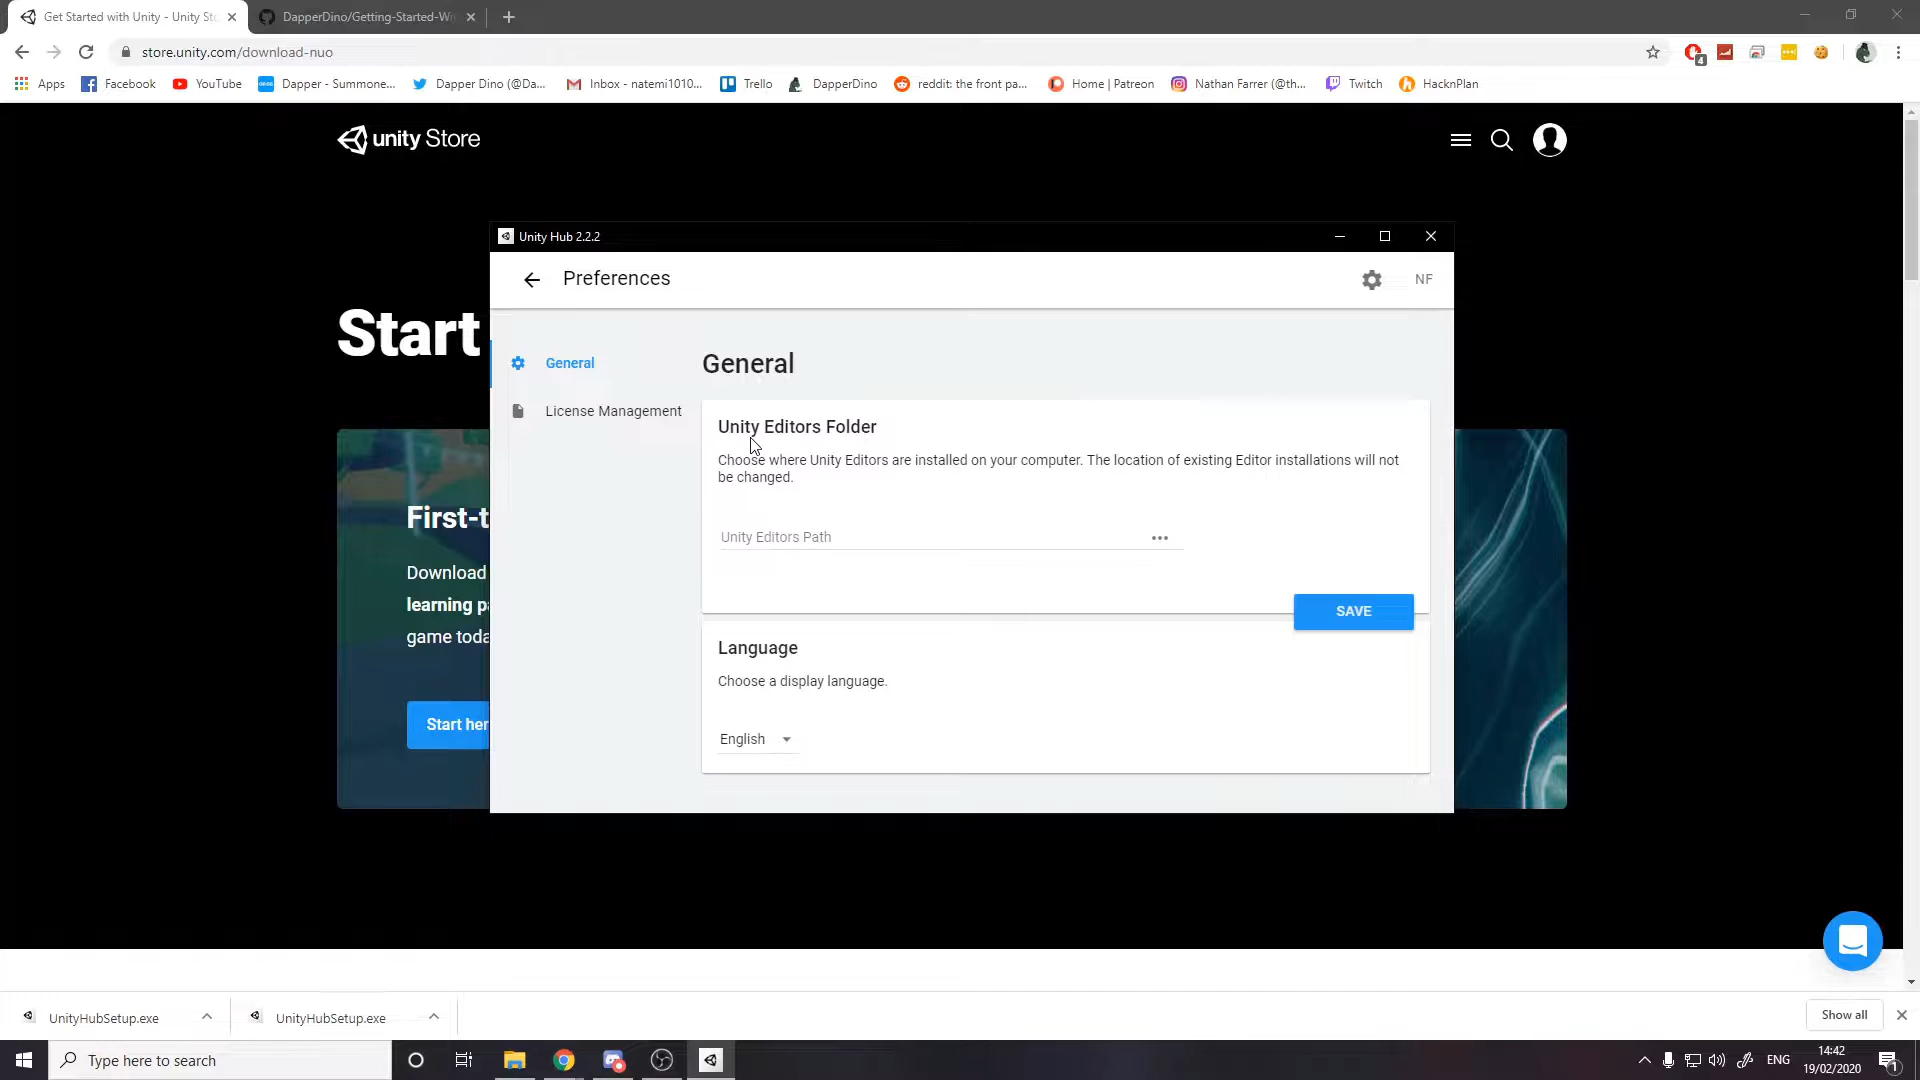 Get Started with Unity - Unity Sto
DapperDino/Getting-Started-Wi
store.unity.com/download-nuo
4
Apps
Facebook
YouTube
Dapper - Summone...
Dapper Dino (@Da...
Inbox - natemi1010...
Trello
DapperDino
reddit: the front pa...
Home | Patreon
Nathan Farrer (@th...
Twitch
HacknPlan
unity Store
Unity Hub 2.2.2
Preferences
NF
Start
General
License Management
General
Unity Editors Folder
Choose where Unity Editors are installed on your computer. The location of existing Editor installations will not
be changed.
Unity Editors Path
SAVE
Language
Choose a display language.
English
First-t
Download
learning p
game toda
Start her
UnityHubSetup.exe
UnityHubSetup.exe
Show all
Type here to search
ENG
14:42
19/02/2020
1